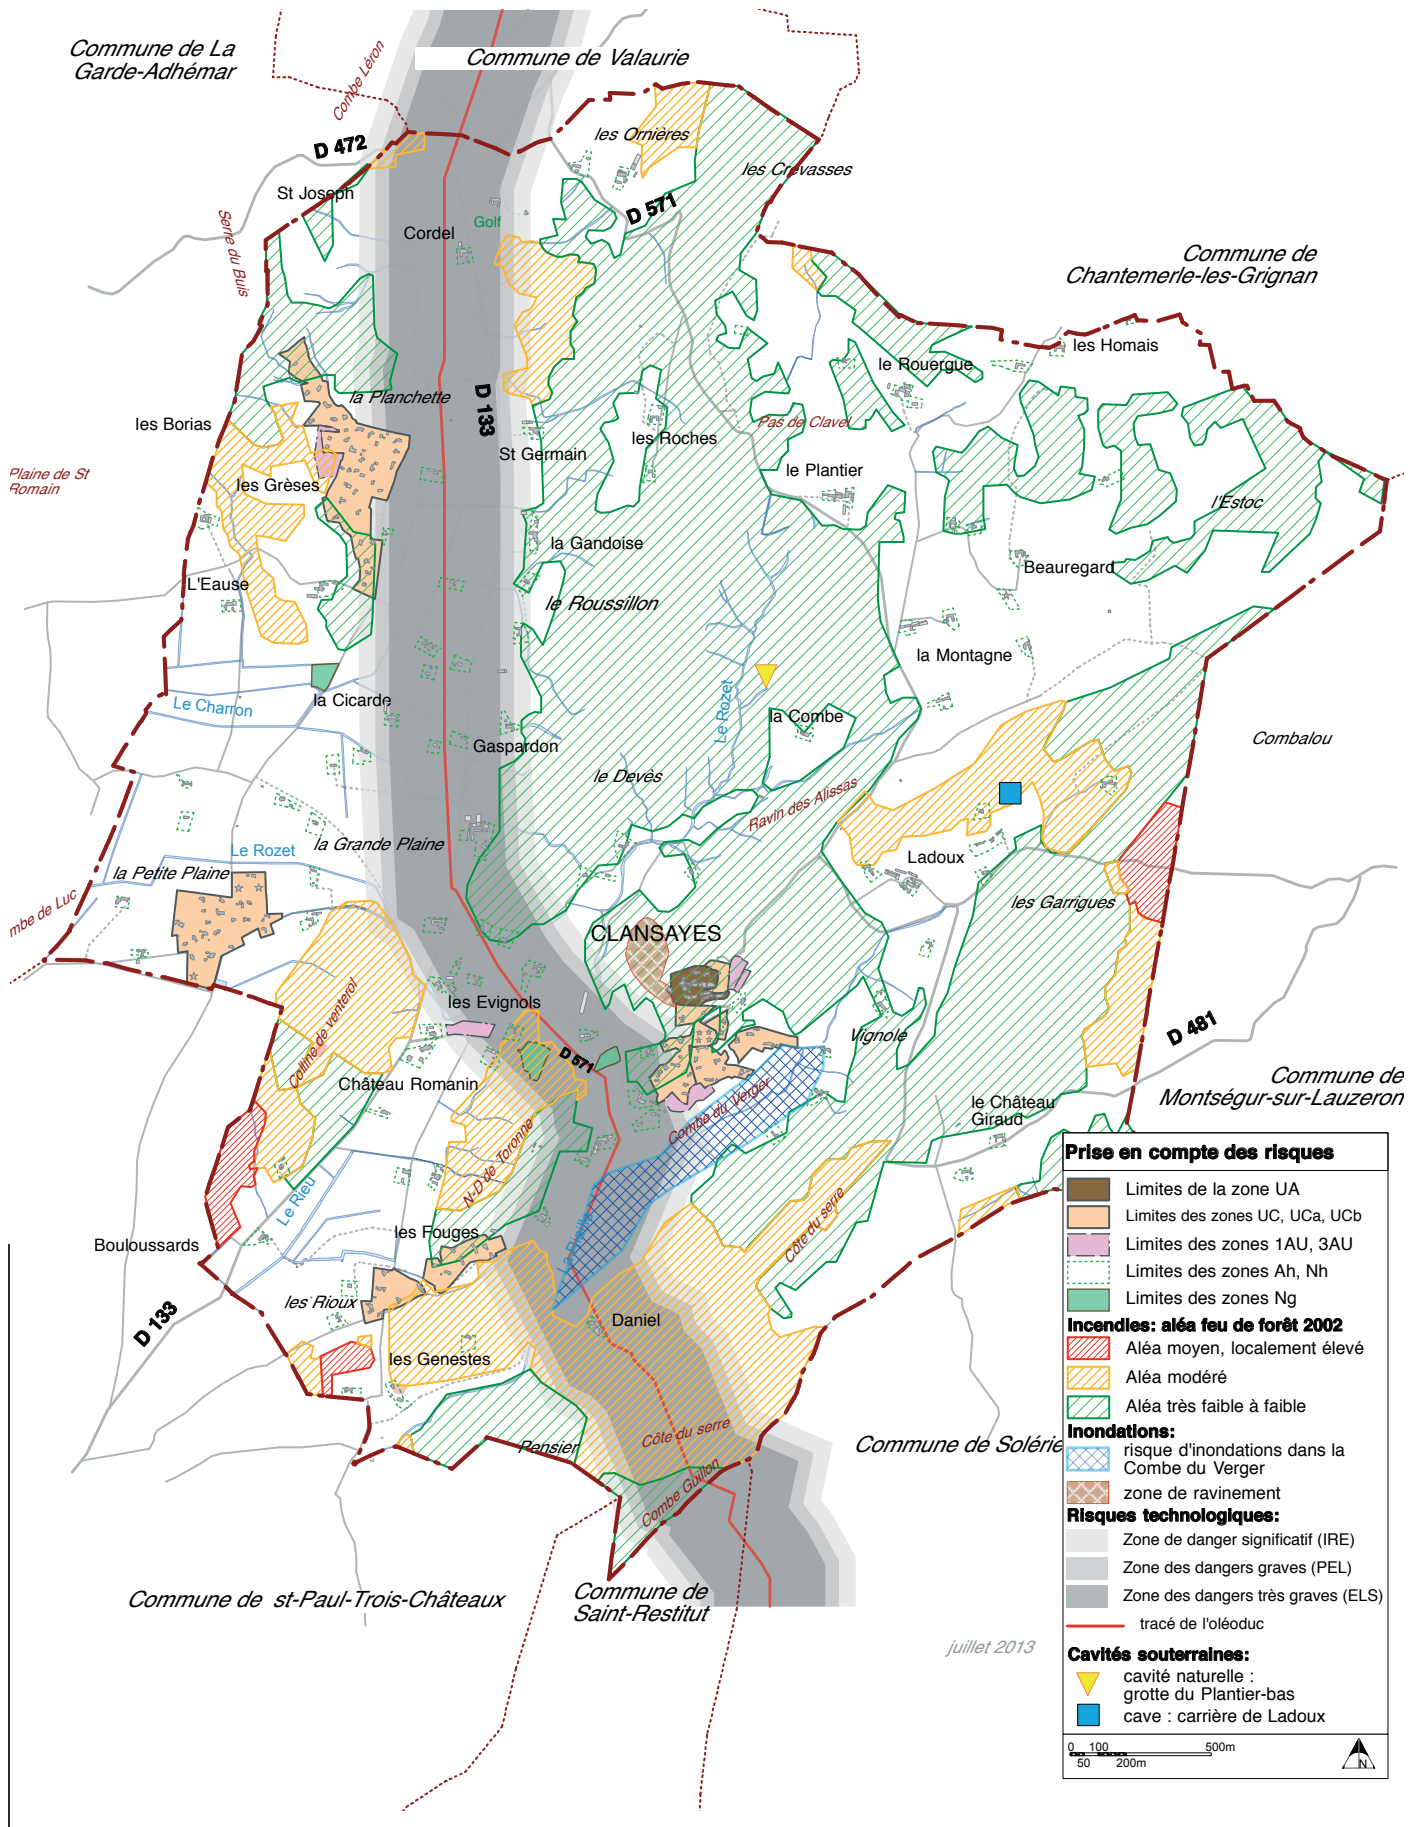 Commune de La
Garde-Adhémar
Combe Léron
Commune de Valaurie
D 472
les Ornières
les Crevasses
St Joseph
D 571
Golf
Cordel
Serre du Buis
Commune de
Chantemerle-les-Grignan
les Homais
le Rouergue
la Planchette
D 133
les Borias
Pas de Clavel
les Roches
St Germain
le Plantier
Plaine de St
Romain
les Grèses
l'Estoc
la Gandoise
Beauregard
L'Eause
le Roussillon
la Montagne
Le Charron
la Cicarde
Le Rozet
la Combe
Combalou
Gaspardon
le Devès
Ravin des Alissas
la Grande Plaine
Le Rozet
la Petite Plaine
Ladoux
mbe de Luc
les Garrigues
CLANSAYES
les Evignols
Colline de venterol
Vignole
D 481
D 571
Château Romanin
Combe du Verger
Commune de
Montségur-sur-Lauzeron
le Château
Giraud
N-D de Toronne
Le Rieu
Côte du serre
les Fouges
Bouloussards
La Riaille
les Rioux
D 133
Daniel
les Genestes
Côte du serre
Pensier
Commune de Solérie
Combe Guillon
Commune de st-Paul-Trois-Châteaux
Commune de
Saint-Restitut
juillet 2013
Prise en compte des risques
Limites de la zone UA
Limites des zones UC, UCa, UCb
Limites des zones 1AU, 3AU
Limites des zones Ah, Nh
Limites des zones Ng
Incendies: aléa feu de forêt 2002
Aléa moyen, localement élevé
Aléa modéré
Aléa très faible à faible
Inondations:
risque d'inondations dans la
Combe du Verger
zone de ravinement
Risques technologiques:
Zone de danger significatif (IRE)
Zone des dangers graves (PEL)
Zone des dangers très graves (ELS)
tracé de l'oléoduc
Cavités souterraines:
cavité naturelle :
grotte du Plantier-bas
cave : carrière de Ladoux
0 100 500m
50 200m
N